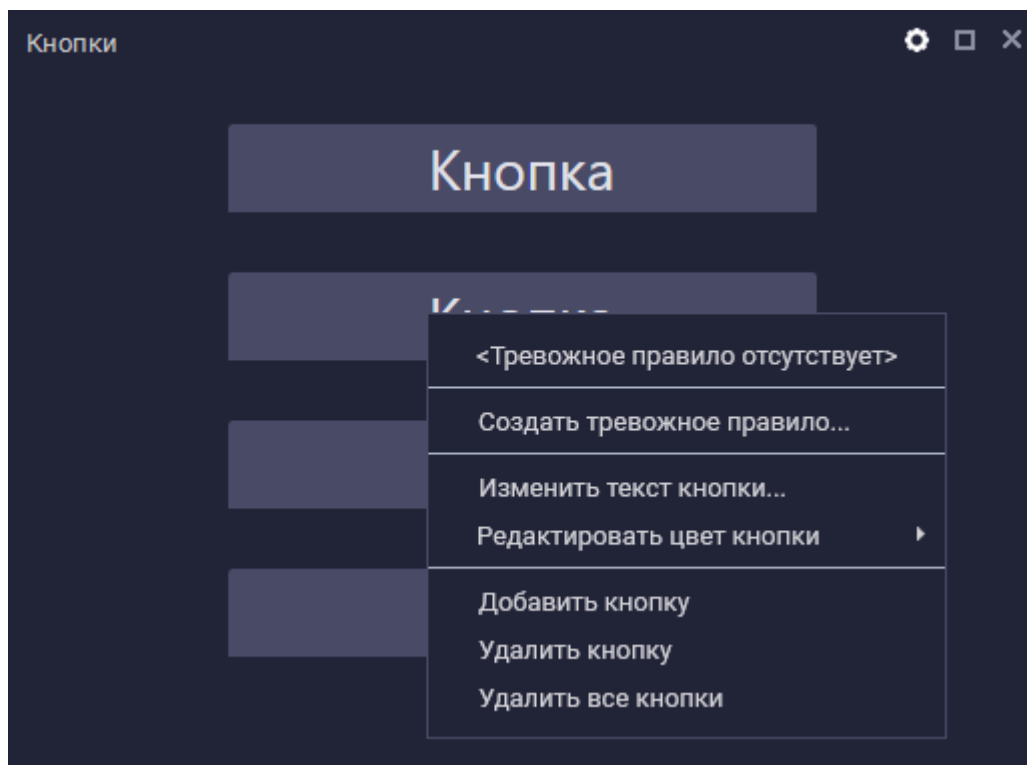 Кнопки
Кнопка
<Тревожное правило отсутствует>
Создать тревожное правило...
Изменить текст кнопки...
Редактировать цвет кнопки
Добавить кнопку
Удалить кнопку
Удалить все кнопки